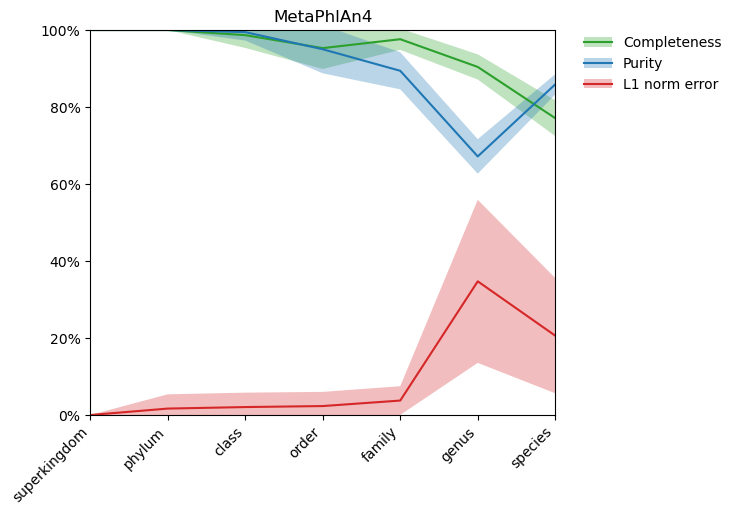 MetaPhlAn4
100%
80%
60%
40%
20%
0%
superkingdom
phylum
class
order
family
genus
species
Completeness
Purity
L1 norm error